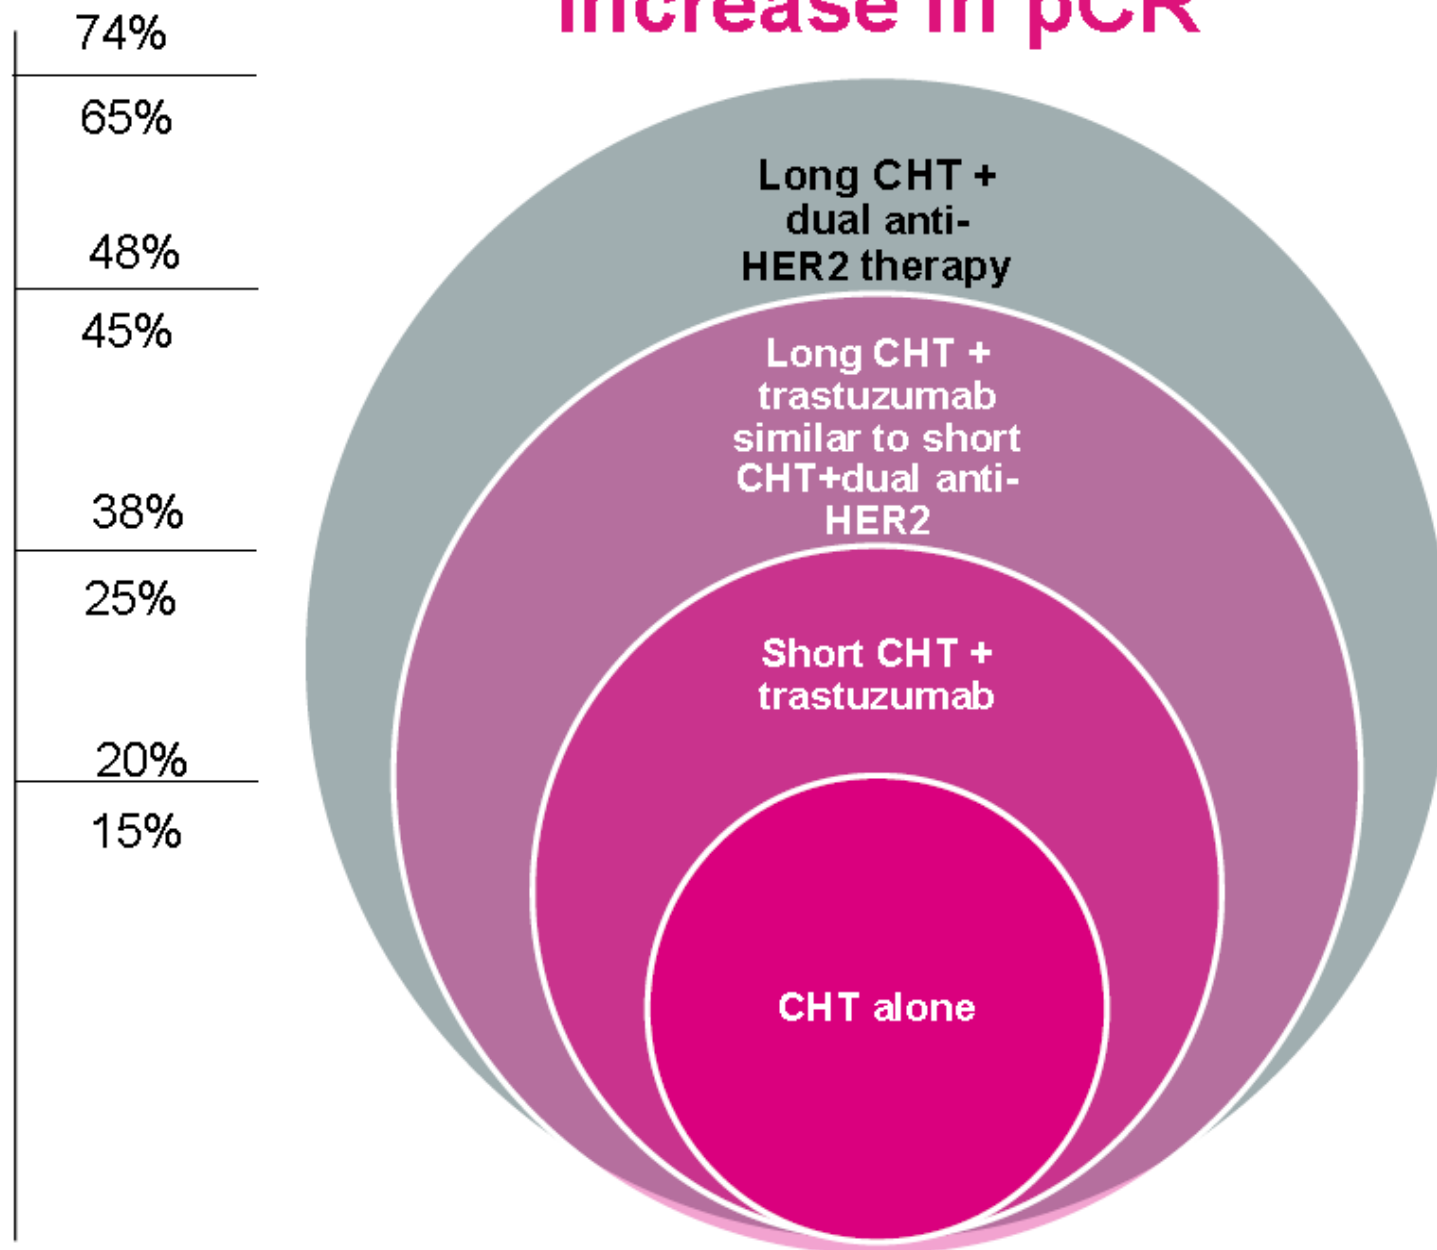 Increase in pCR
74%
65%
48%
45%
38%
25%
20%
15%
Long CHT +
dual anti-
HER2 therapy
Long CHT +
trastuzumab
similar to short
CHT+dual anti-
HER2
Short CHT +
trastuzumab
CHT alone